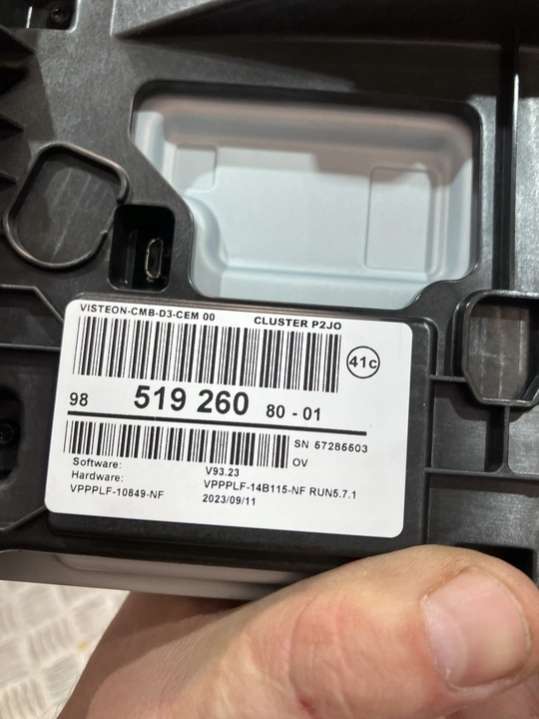 VISTEON-CMB-D3-CEM 00 CLUSTER P2JO
41c
98 519 260 80 - 01
SN 57285503
OV
Software: V93.23
Hardware: VPPPLF-14B115-NF RUN5.7.1
VPPPLF-10849-NF 2023/09/11